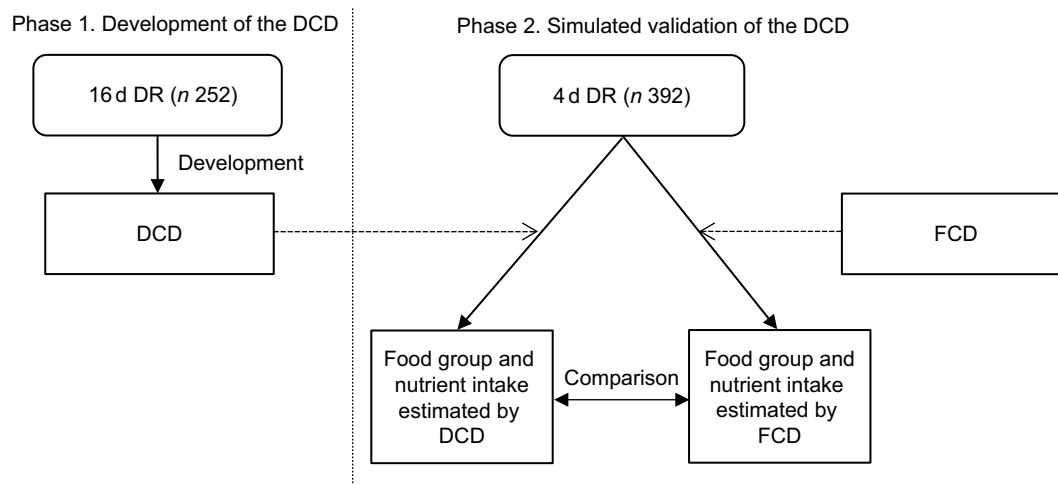 Phase 1. Development of the DCD
Phase 2. Simulated validation of the DCD
16 d DR (n 252)
4 d DR (n 392)
Development
DCD
FCD
Food group and
nutrient intake
estimated by
DCD
Comparison
Food group and
nutrient intake
estimated by
FCD